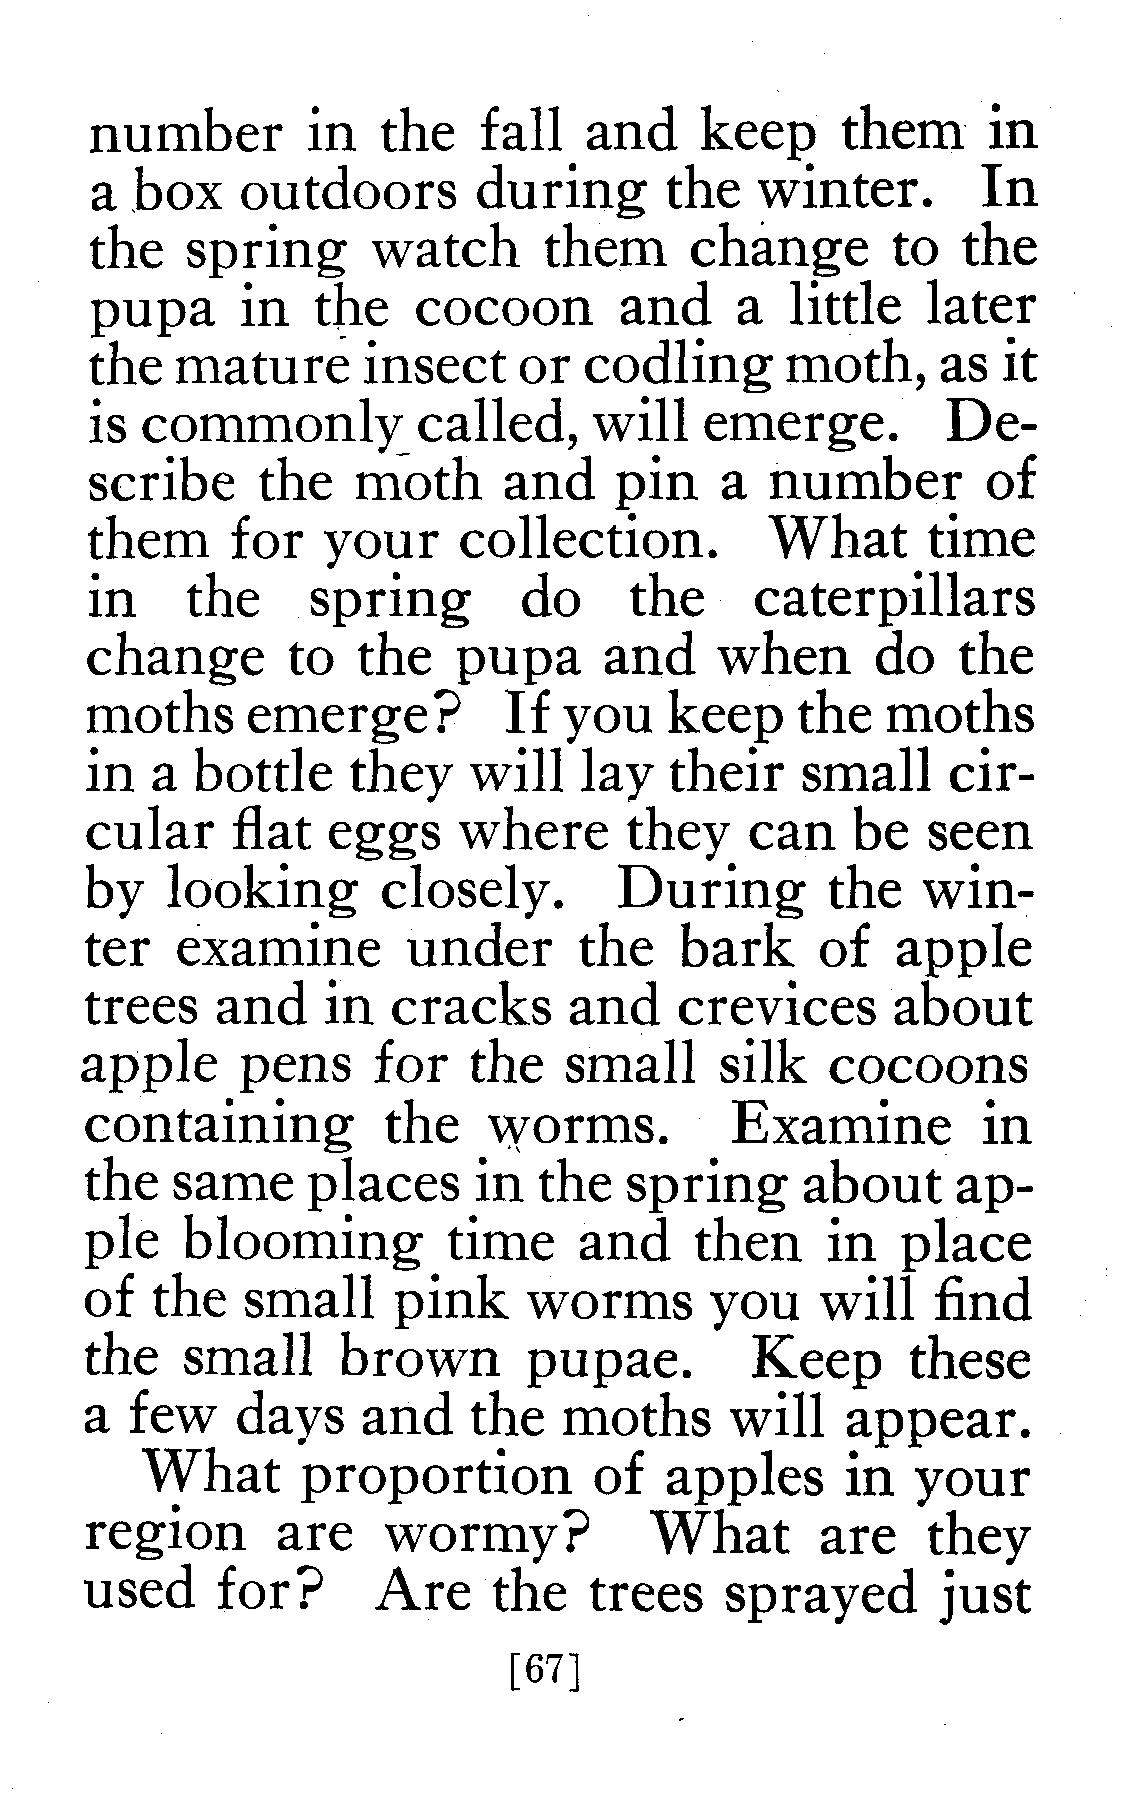 number in the fall and keep them in
a box outdoors during the winter. In
the spring watch them change to the
pupa in the cocoon and a little later
the mature insect or codling moth, as it
is commonly called, will emerge. De-
scribe the moth and pin a number of
them for your collection. What time
in the spring do the caterpillars
change to the pupa and when do the
moths emerge? If you keep the moths
in a bottle they will lay their small cir-
cular flat eggs where they can be seen
by looking closely. During the win-
ter examine under the bark of apple
trees and in cracks and crevices about
apple pens for the small silk cocoons
containing the worms. Examine in
the same places in the spring about ap-
ple blooming time and then in place
of the small pink worms you will find
the small brown pupae. Keep these
a few days and the moths will appear.
What proportion of apples in your
region are wormy? What are they
used for? Are the trees sprayed just
[67]